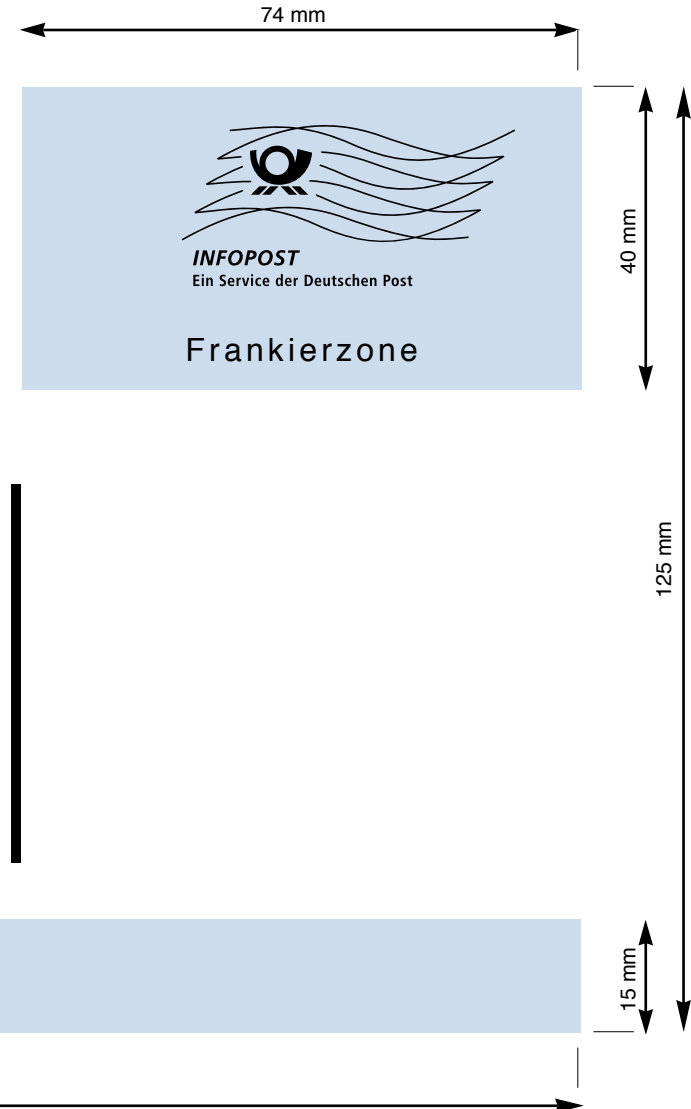 74 mm
INFOPOST
Ein Service der Deutschen Post
Frankierzone
40 mm
125 mm
15 mm